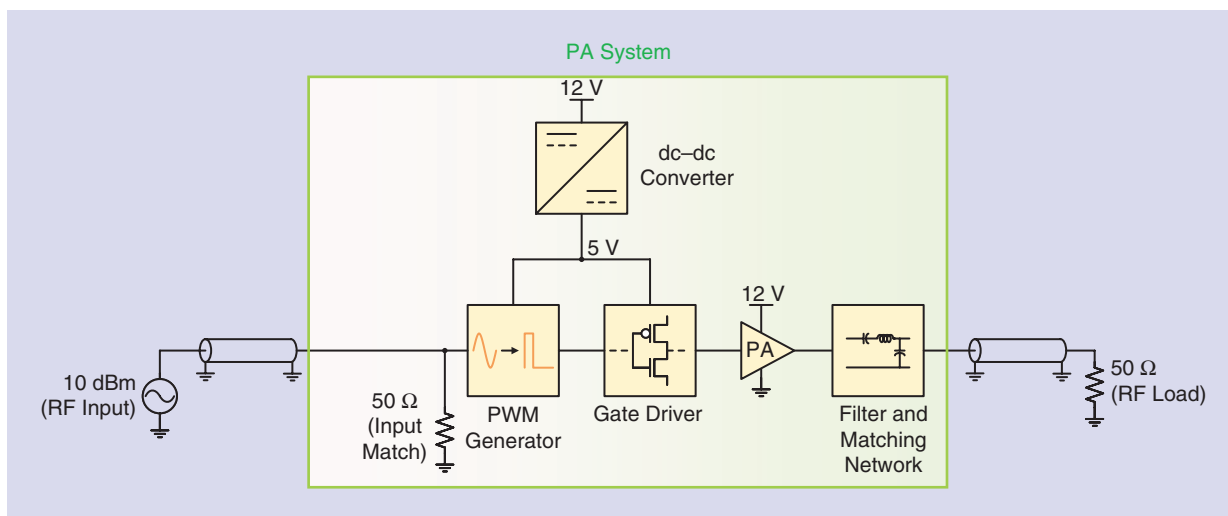 PA System
12 V
dc–dc
Converter
5 V
12 V
PA
10 dBm
(RF Input)
50 Ω
(Input
Match)
PWM
Generator
Gate Driver
Filter and
Matching
Network
50 Ω
(RF Load)